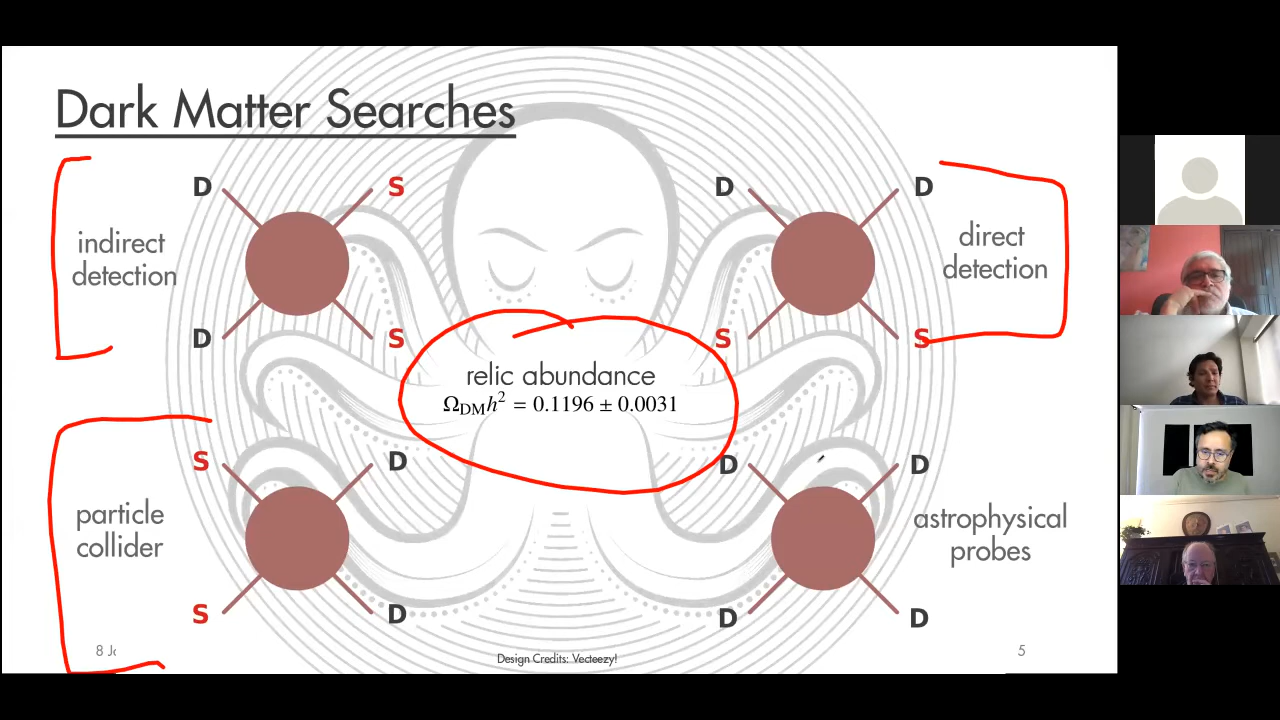 Dark Matter Searches
D
S
indirect
detection
D
S
D
D
direct
detection
S
S
relic abundance
Ω_DM h² = 0.1196 ± 0.0031
S
D
particle
collider
S
D
D
D
astrophysical
probes
D
D
8 J
Design Credits: Vecteezy!
5